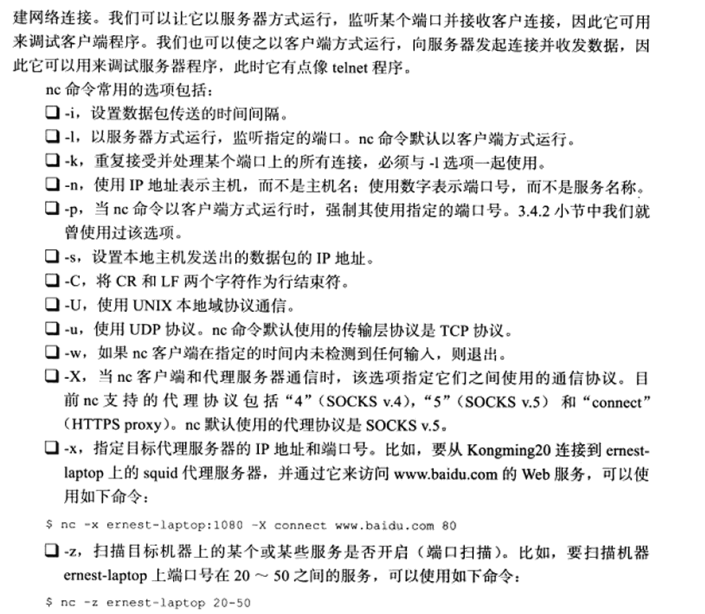 建网络连接。我们可以让它以服务器方式运行，监听某个端口并接收客户连接，因此它可用
来调试客户端程序。我们也可以使之以客户端方式运行，向服务器发起连接并收发数据，因
此它可以用来调试服务器程序，此时它有点像 telnet 程序。
nc 命令常用的选项包括：
❑ -i，设置数据包传送的时间间隔。
❑ -l，以服务器方式运行，监听指定的端口。nc 命令默认以客户端方式运行。
❑ -k，重复接受并处理某个端口上的所有连接，必须与 -l 选项一起使用。
❑ -n，使用 IP 地址表示主机，而不是主机名；使用数字表示端口号，而不是服务名称。
❑ -p，当 nc 命令以客户端方式运行时，强制其使用指定的端口号。3.4.2 小节中我们就
曾使用过该选项。
❑ -s，设置本地主机发送出的数据包的 IP 地址。
❑ -C，将 CR 和 LF 两个字符作为行结束符。
❑ -U，使用 UNIX 本地域协议通信。
❑ -u，使用 UDP 协议。nc 命令默认使用的传输层协议是 TCP 协议。
❑ -w，如果 nc 客户端在指定的时间内未检测到任何输入，则退出。
❑ -X，当 nc 客户端和代理服务器通信时，该选项指定它们之间使用的通信协议。目
前 nc 支持的代理协议包括“4”（SOCKS v.4），“5”（SOCKS v.5） 和“connect”
（HTTPS proxy）。nc 默认使用的代理协议是 SOCKS v.5。
❑ -x，指定目标代理服务器的 IP 地址和端口号。比如，要从 Kongming20 连接到 ernest-
laptop 上的 squid 代理服务器，并通过它来访问 www.baidu.com 的 Web 服务，可以使
用如下命令：
$ nc -x ernest-laptop:1080 -X connect www.baidu.com 80
❑ -z，扫描目标机器上的某个或某些服务是否开启（端口扫描）。比如，要扫描机器
ernest-laptop 上端口号在 20 ～ 50 之间的服务，可以使用如下命令：
$ nc -z ernest-laptop 20-50